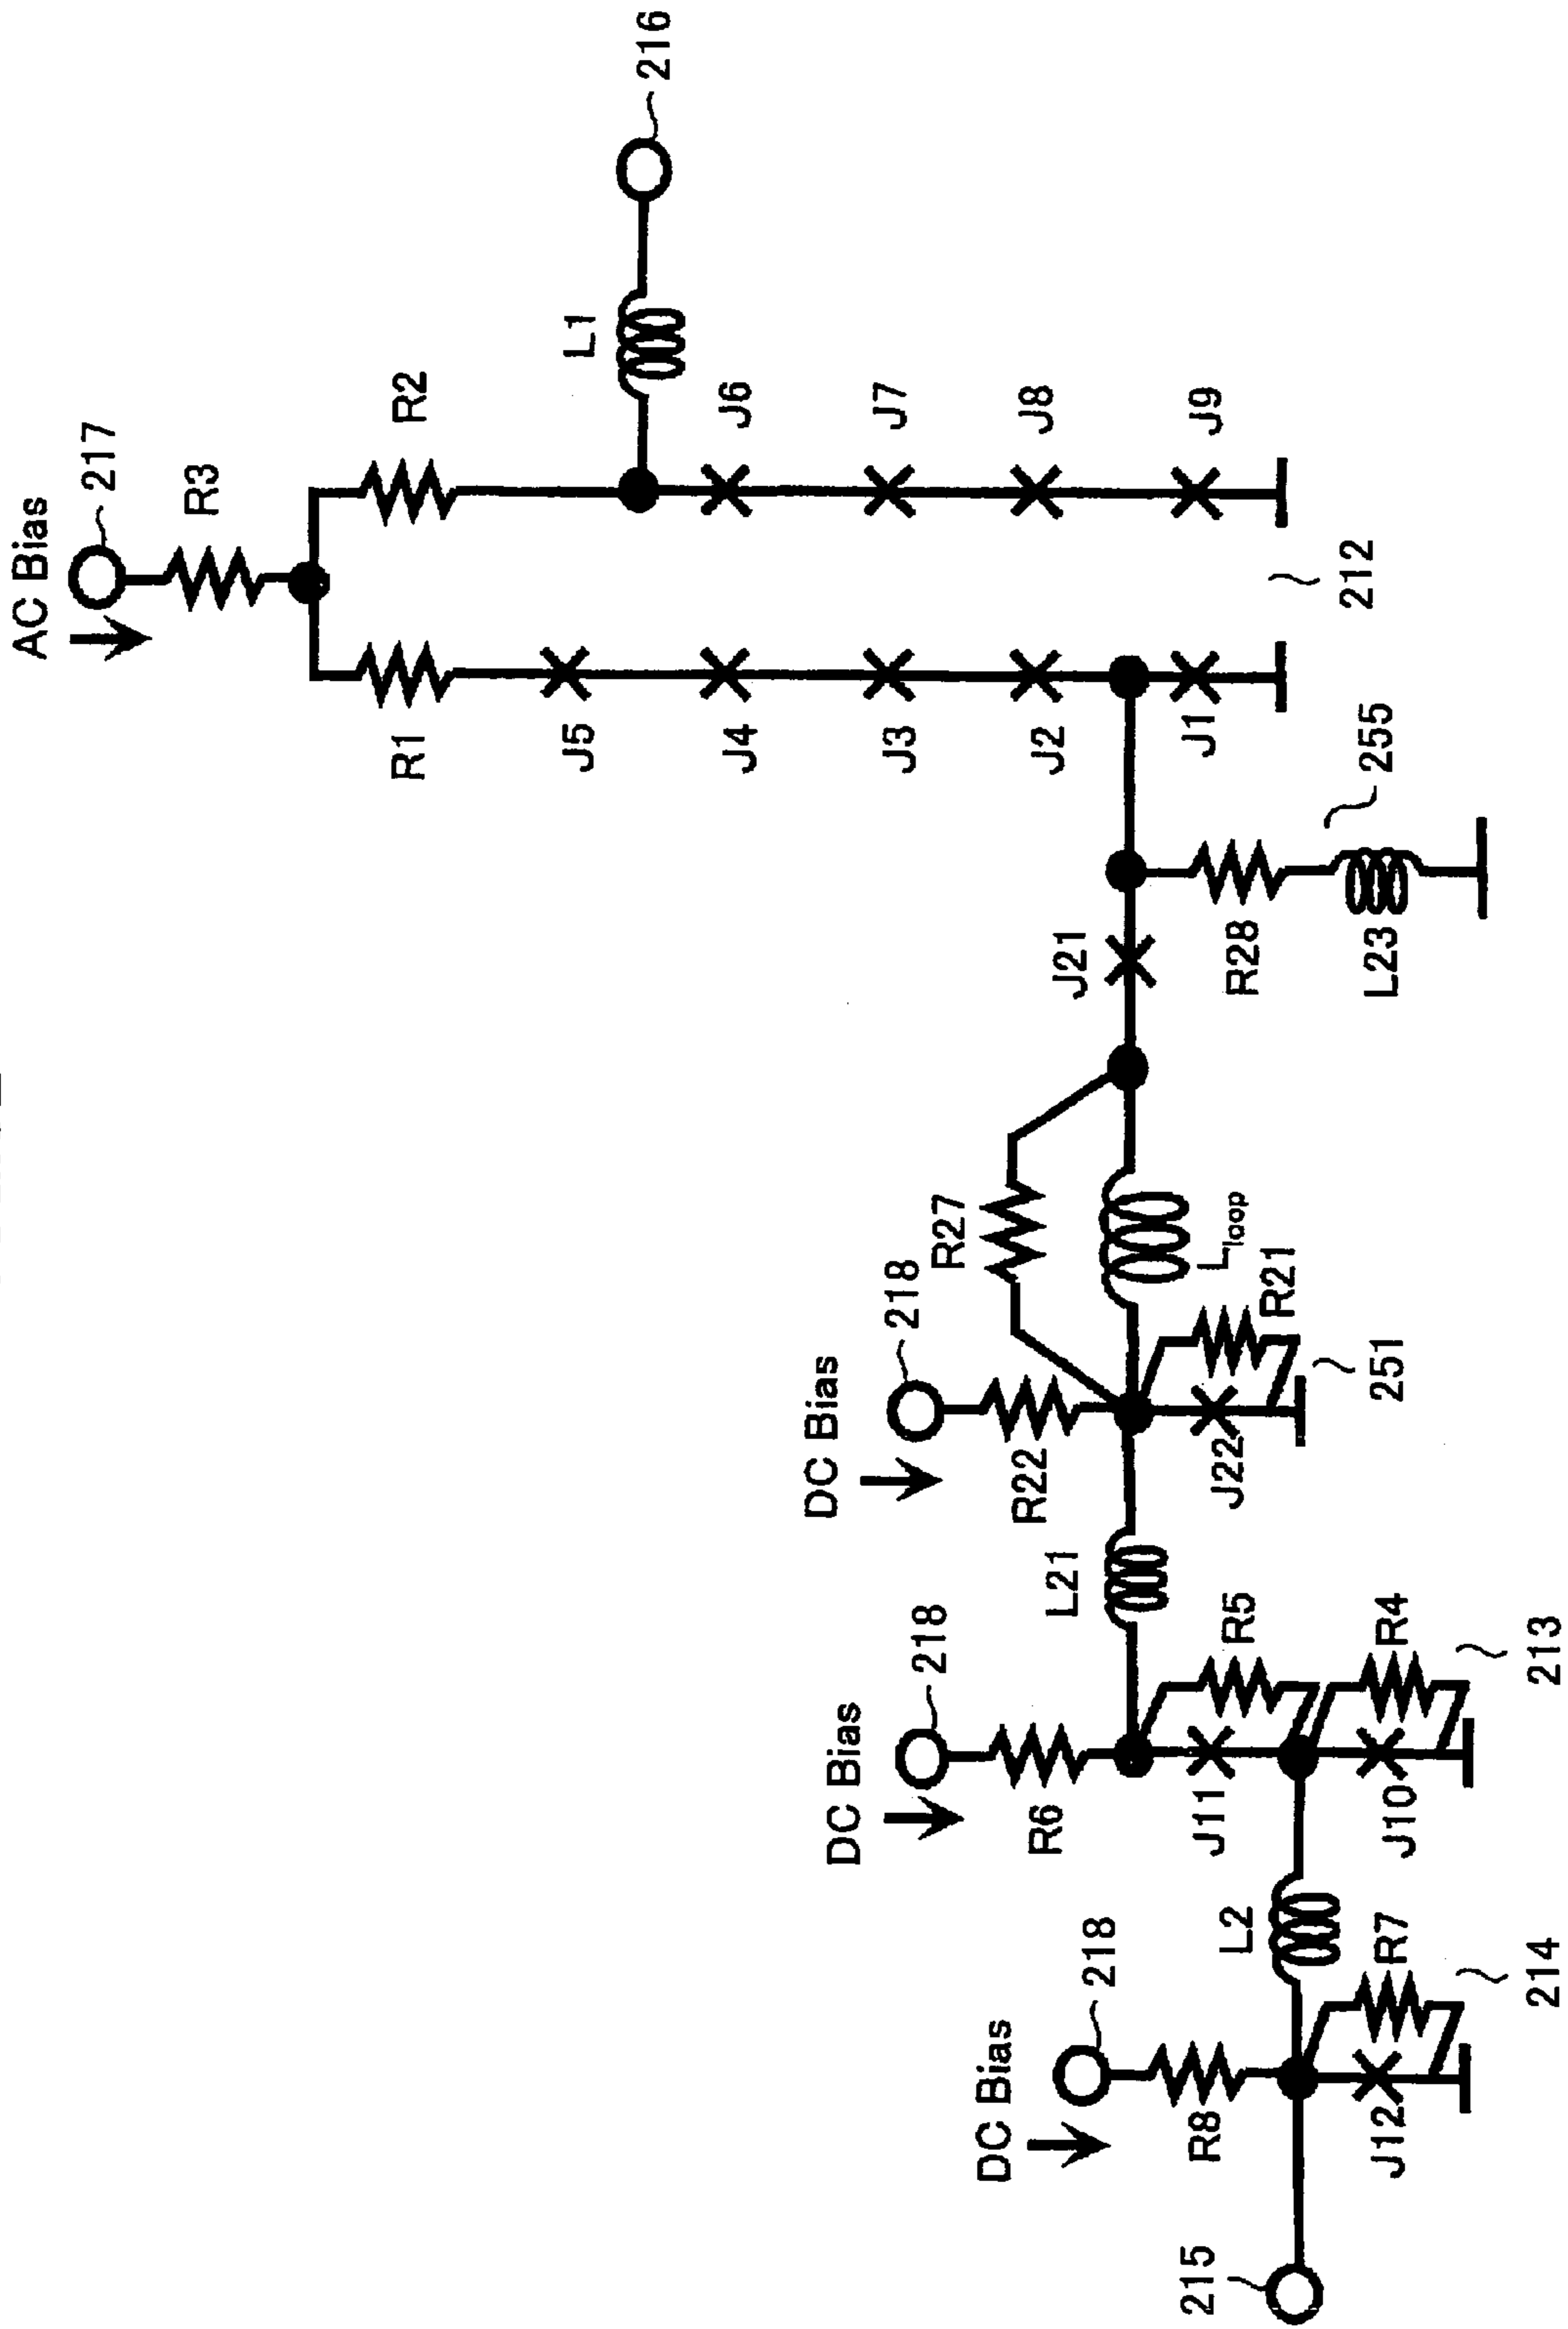 AC Bias
217
R3
R1
R2
J5
J4
J3
J2
J1
L1
216
J6
J7
J8
J9
212
J21
R28
L23
255
R27
L loop
DC Bias
218
R22
R21
J22
251
L21
DC Bias
218
R6
R5
J11
R4
J10
213
L2
DC Bias
218
R8
R7
J12
214
215